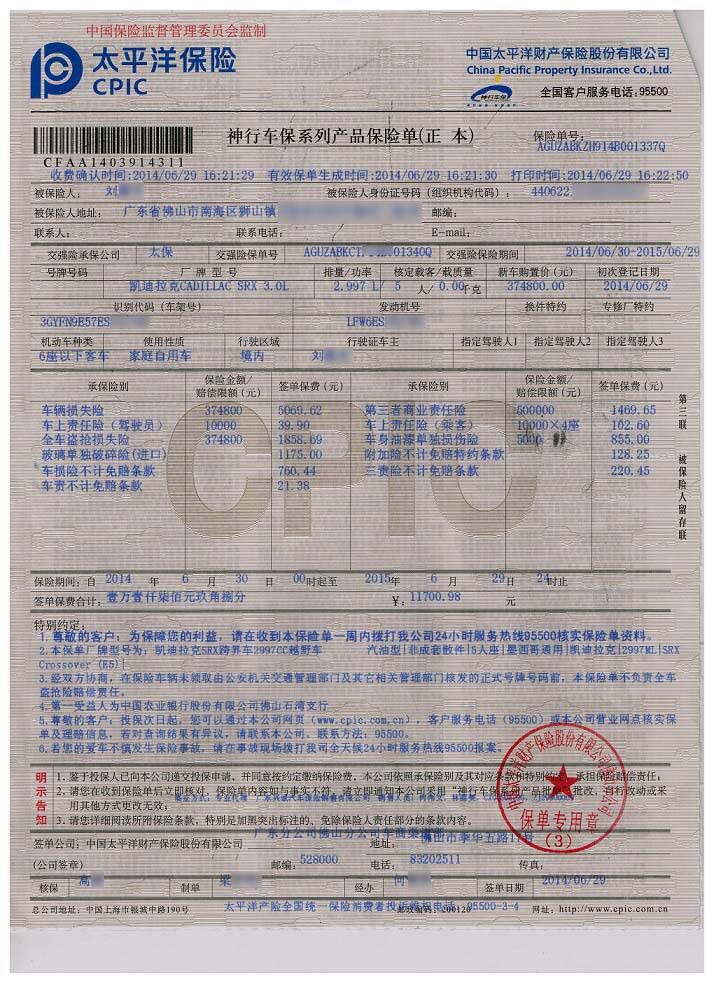 中国保险监督管理委员会监制
太平洋保险
CPIC
中国太平洋财产保险股份有限公司
China Pacific Property Insurance Co.,Ltd.
神行车保
全国客户服务电话:95500
神行车保系列产品保险单(正 本)
保险单号:
AGUZABKZH914B001337Q
CFAA1403914311
收费确认时间:2014/06/29 16:21:29 有效保单生成时间:2014/06/29 16:21:30 打印时间:2014/06/29 16:22:50
被保险人: 刘 被保险人身份证号码(组织机构代码): 440622
被保险人地址: 广东省佛山市南海区狮山镇 邮编:
联系人: 联系电话: E-mail:
交强险承保公司 太保 交强险保单号 AGUZABKCT 01340Q 交强险保险期间 2014/06/30-2015/06/29
号牌号码 厂 牌 型 号 排量/功率 核定载客/载质量 新车购置价(元) 初次登记日期
凯迪拉克CADILLAC SRX 3.0L 2.997 L/ 5 人/ 0.00 千克 374800.00 2014/06/29
识别代码(车架号) 发动机号 换件特约 专修厂特约
3GYFN9E57ES LFW6ES
机动车种类 使用性质 行驶区域 行驶证车主 指定驾驶人1 指定驾驶人2 指定驾驶人3
6座以下客车 家庭自用车 境内 刘
承保险别 保险金额/赔偿限额(元) 签单保费(元) 承保险别 保险金额/赔偿限额(元) 签单保费(元)
车辆损失险 374800 5069.62 第三者商业责任险 500000 1469.65
车上责任险(驾驶员) 10000 39.90 车上责任险(乘客) 10000×4座 162.60
全车盗抢损失险 374800 1858.69 车身油漆单独损伤险 5000 855.00
玻璃单独破碎险(进口) 1175.00 附加险不计免赔特约条款 128.25
车损险不计免赔条款 760.44 三责险不计免赔条款 220.45
车责不计免赔条款 21.38
第三联 被保险人留存联
保险期间: 自 2014 年 6 月 30 日 00 时起至 2015 年 6 月 29 日 24 时止
签单保费合计: 壹万壹仟柒佰元玖角捌分 ¥: 11700.98 元
特别约定:
1.尊敬的客户: 为保障您的利益, 请在收到本保险单一周内拨打我公司24小时服务热线95500核实保险单资料。
2.本保单厂牌型号为: 凯迪拉克SRX跨界车2997CC越野车 汽油型|非成套散件|5人座|墨西哥通用|凯迪拉克|2997ML|SRX
Crossover (E5)|
3.经双方协商, 在保险车辆未领取由公安机关交通管理部门及其它相关管理部门核发的正式号牌号码前, 本保险单不负责全车
盗抢险赔偿责任。
4.第一受益人为中国农业银行股份有限公司佛山石湾支行
5.尊敬的客户: 投保次日起, 您可以通过本公司网页(www.cpic.com.cn), 客户服务电话(95500)或本公司营业网点核实保
单及理赔信息, 若对查询结果有异议, 请与本公司联系。联系方法: 95500。
6.若您的爱车不慎发生保险事故, 请在事故现场拨打我司全天候24小时服务热线95500报案。
明示告知
1. 鉴于投保人已向本公司递交投保申请, 并同意按约定缴纳保险费, 本公司依照承保险别及其对应条款和特别约定, 承担保险赔偿责任;
2. 请您在收到保险单后立即核对, 保险单内容如与事实不符, 请立即通知本公司采用“神行车保系列产品批单”批改, 自行改动或采
用其他方式更改无效;
3. 请您详细阅读所附保险条款, 特别是加黑突出标注的、免除保险人责任部分的条款内容。
中国太平洋财产保险股份有限公司
保单专用章
(3)
签单公司: 中国太平洋财产保险股份有限公司 地址: 佛山市季华五路17号
(公司签章) 邮编: 528000 电话: 83202511 传真:
核保 高 制单 梁 经办 何 签单日期 2014/06/29
总公司地址: 中国上海市银城中路190号 邮政编码: 200120 网址: http://www.cpic.com.cn
太平洋产险全国统一保险消费者投诉维权电话: 95500-3-4